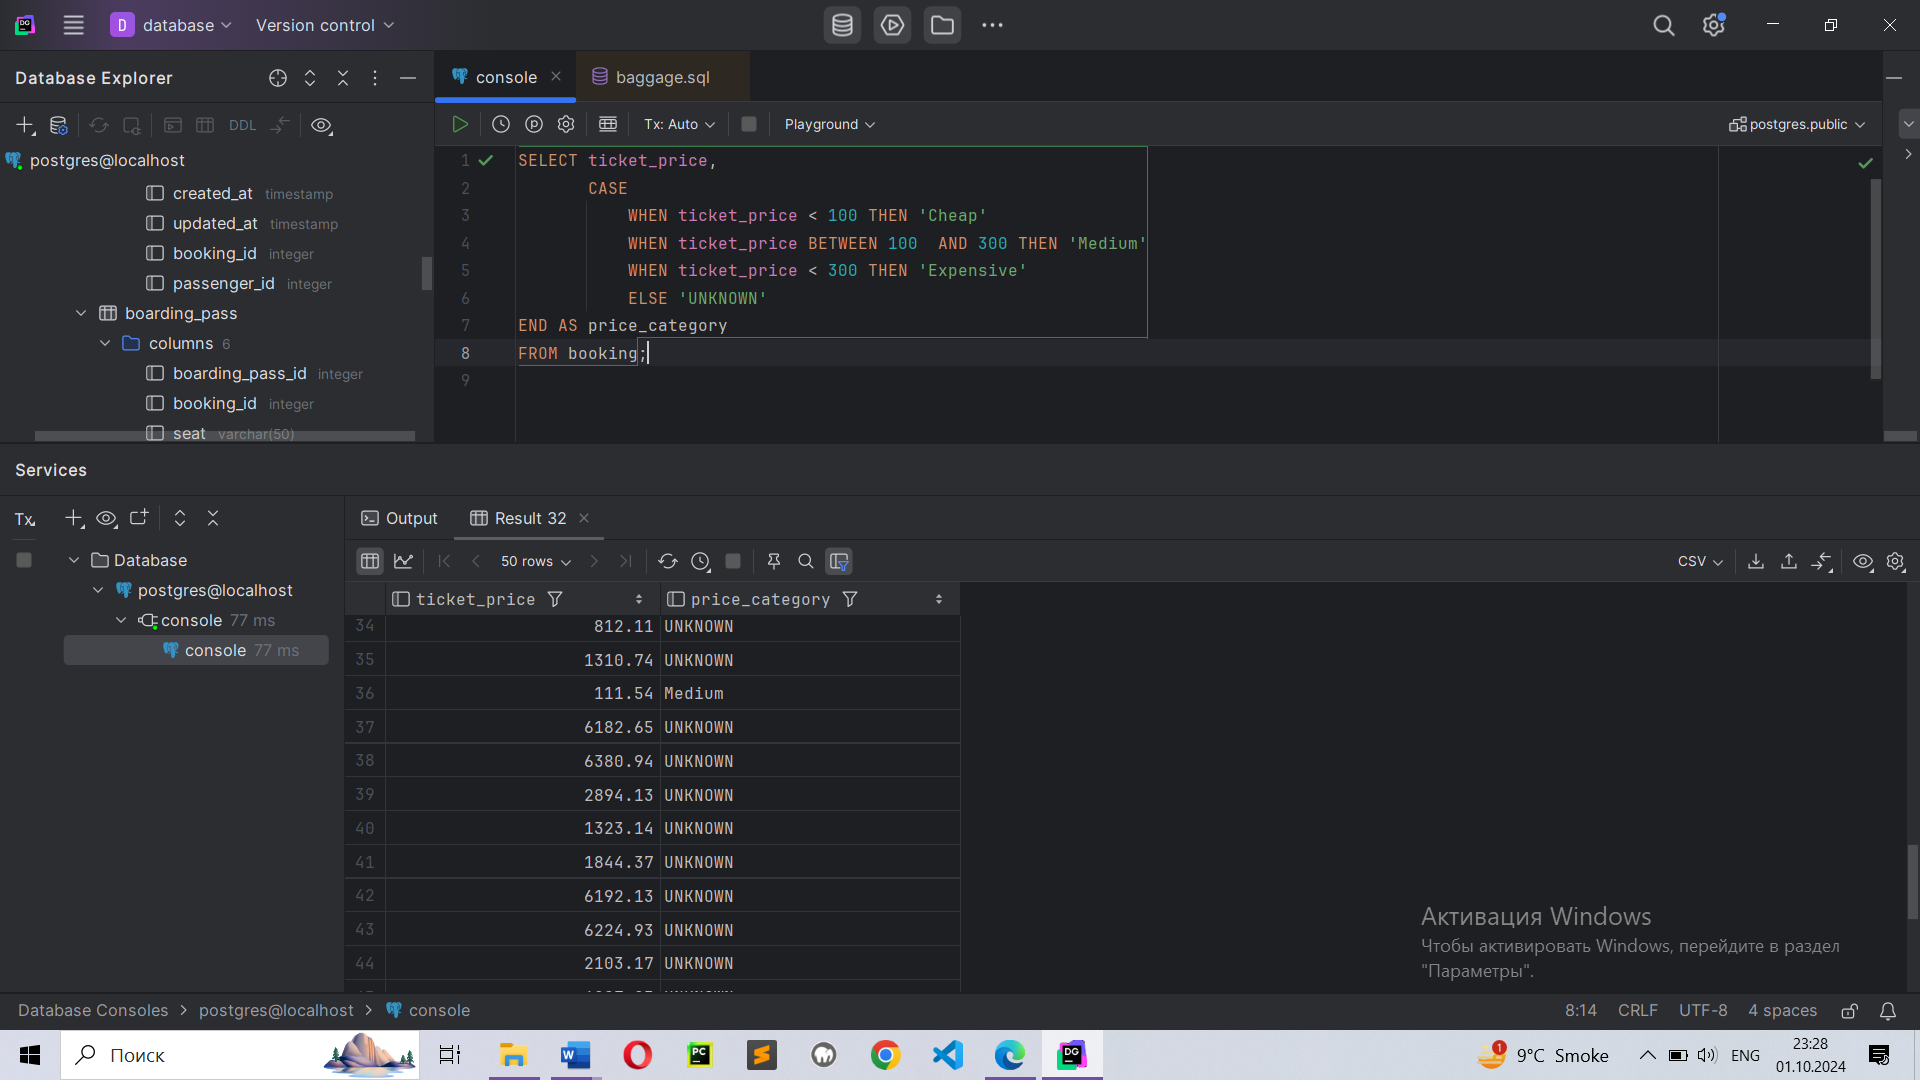 D database
Version control
Database Explorer
console
baggage.sql
DDL
Tx: Auto
Playground
postgres.public
postgres@localhost
created_at timestamp
updated_at timestamp
booking_id integer
passenger_id integer
boarding_pass
columns 6
boarding_pass_id integer
booking_id integer
seat varchar(50)
1 SELECT ticket_price,
2 CASE
3 WHEN ticket_price < 100 THEN 'Cheap'
4 WHEN ticket_price BETWEEN 100 AND 300 THEN 'Medium'
5 WHEN ticket_price < 300 THEN 'Expensive'
6 ELSE 'UNKNOWN'
7 END AS price_category
8 FROM booking;
9
Services
Tx
Database
postgres@localhost
console 77 ms
console 77 ms
Output
Result 32
50 rows
CSV
ticket_price price_category
34 812.11 UNKNOWN
35 1310.74 UNKNOWN
36 111.54 Medium
37 6182.65 UNKNOWN
38 6380.94 UNKNOWN
39 2894.13 UNKNOWN
40 1323.14 UNKNOWN
41 1844.37 UNKNOWN
42 6192.13 UNKNOWN
43 6224.93 UNKNOWN
44 2103.17 UNKNOWN
Активация Windows
Чтобы активировать Windows, перейдите в раздел
"Параметры".
Database Consoles > postgres@localhost > console
8:14 CRLF UTF-8 4 spaces
Поиск
1
9°C Smoke
ENG
23:28
01.10.2024